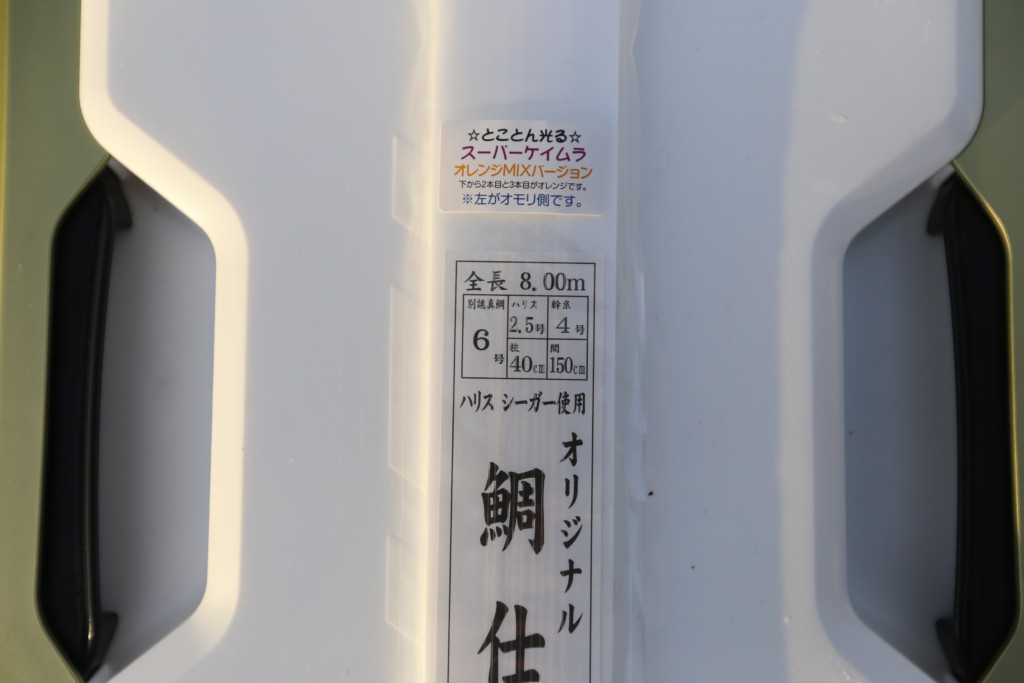 ☆とことん光る☆
スーパーケイムラ
オレンジMIXバージョン
下から2本目と3本目がオレンジです。
※左がオモリ側です。
全長 8.00m
別誂真鯛 6号
ハリス 2.5号
幹糸 4号
枝 40cm
間 150cm
ハリス シーガー使用
オリジナル
鯛仕